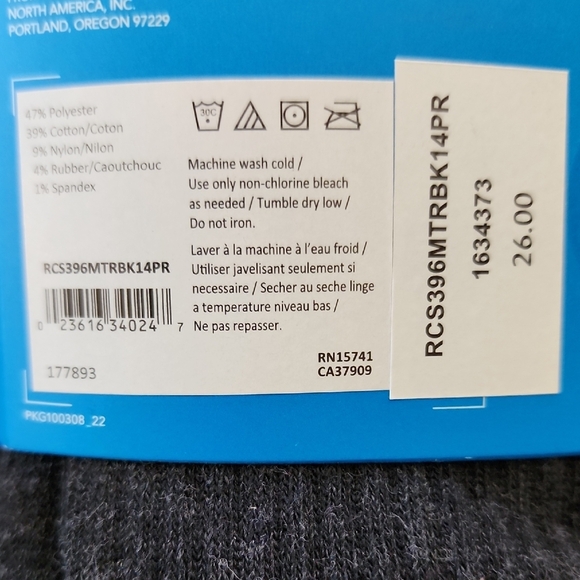 NORTH AMERICA, INC.
PORTLAND, OREGON 97229
47% Polyester
39% Cotton/Coton
9% Nylon/Nilon
4% Rubber/Caoutchouc
1% Spandex
30C
Machine wash cold /
Use only non-chlorine bleach
as needed / Tumble dry low /
Do not iron.
Laver à la machine à l'eau froid /
Utiliser javelisant seulement si
necessaire / Secher au seche linge
a temperature niveau bas /
Ne pas repasser.
RCS396MTRBK14PR
0 23616 34024 7
177893
RN15741
CA37909
PKG100308_22
RCS396MTRBK14PR
1634373
26.00